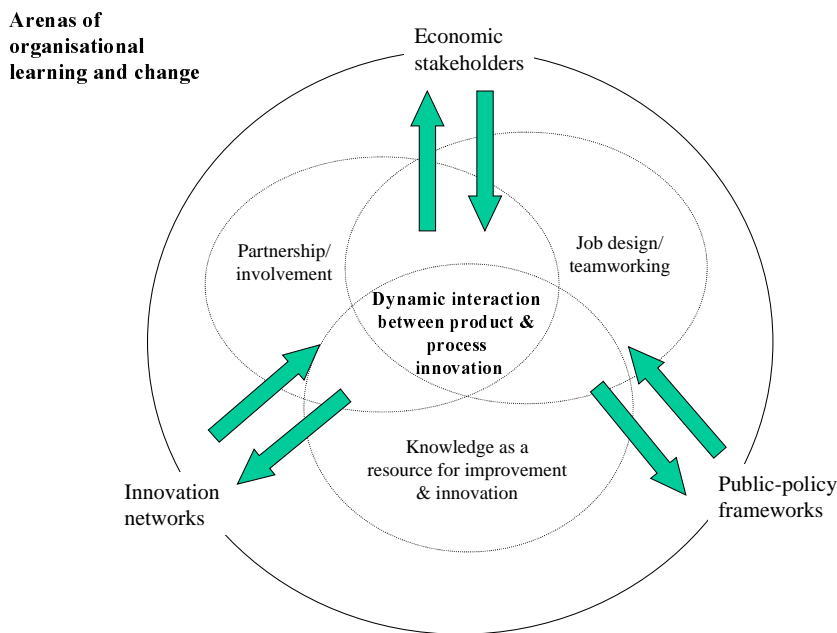 Arenas of
organisational
learning and change
Economic
stakeholders
Partnership/
involvement
Job design/
teamworking
Dynamic interaction
between product &
process
innovation
Knowledge as a
resource for improvement
& innovation
Innovation
networks
Public-policy
frameworks